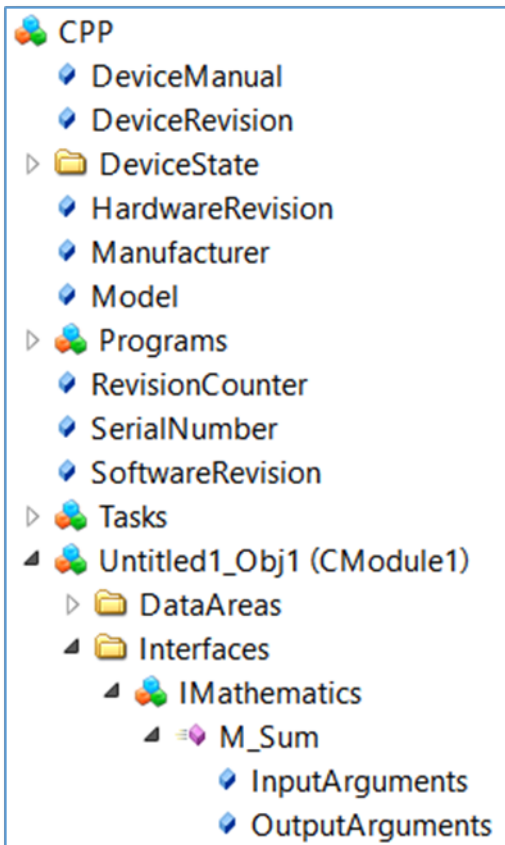 CPP
DeviceManual
DeviceRevision
DeviceState
HardwareRevision
Manufacturer
Model
Programs
RevisionCounter
SerialNumber
SoftwareRevision
Tasks
Untitled1_Obj1 (CModule1)
DataAreas
Interfaces
IMathematics
M_Sum
InputArguments
OutputArguments